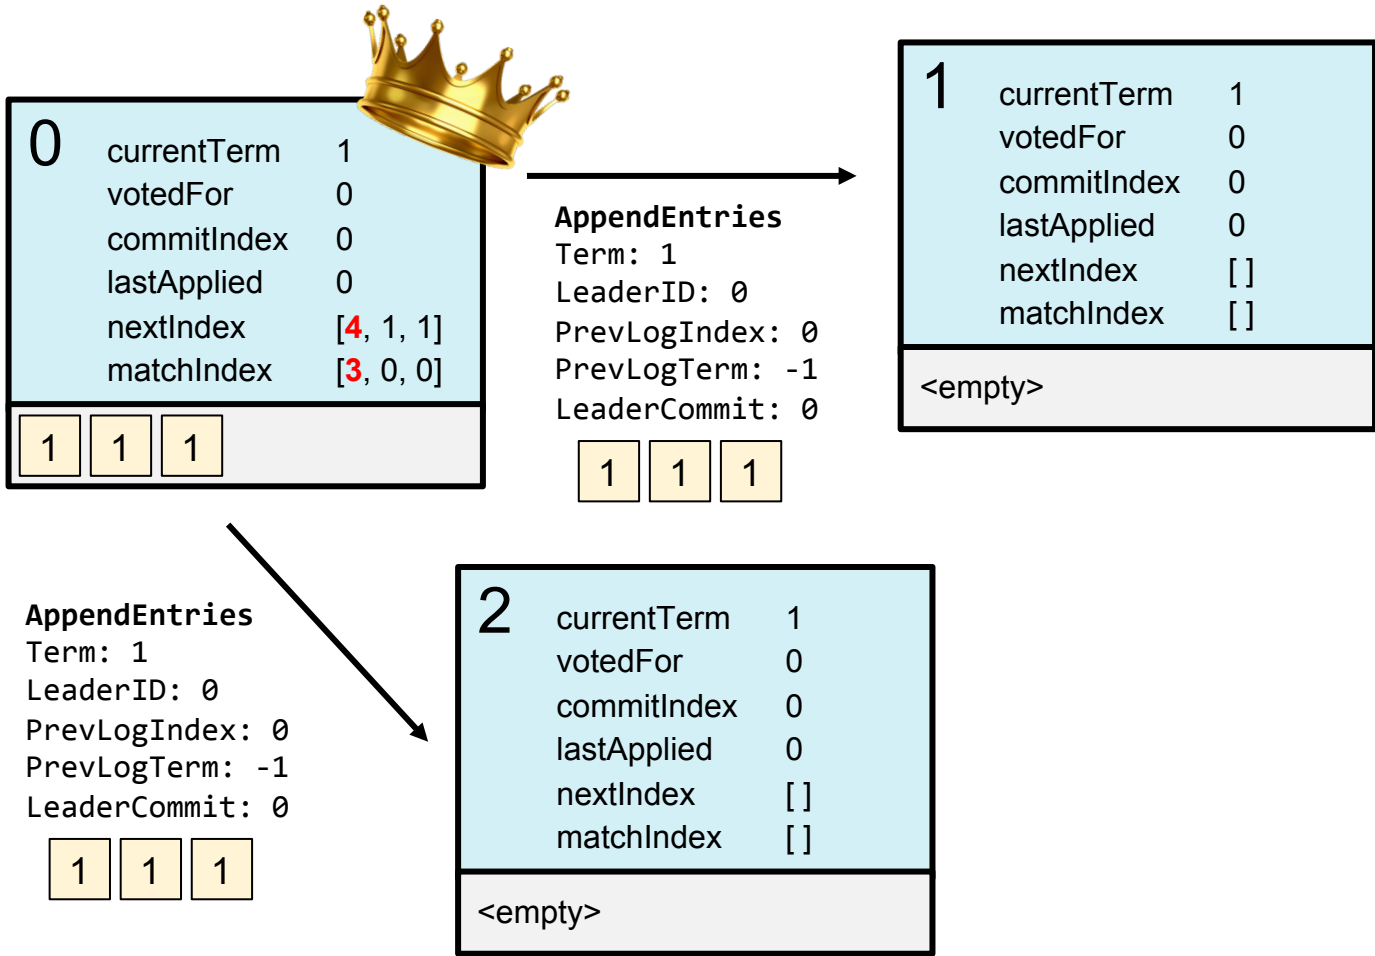 0
currentTerm 1
votedFor 0
commitIndex 0
lastApplied 0
nextIndex [4, 1, 1]
matchIndex [3, 0, 0]
1 1 1
AppendEntries
Term: 1
LeaderID: 0
PrevLogIndex: 0
PrevLogTerm: -1
LeaderCommit: 0
1 1 1
1
currentTerm 1
votedFor 0
commitIndex 0
lastApplied 0
nextIndex [ ]
matchIndex [ ]
<empty>
AppendEntries
Term: 1
LeaderID: 0
PrevLogIndex: 0
PrevLogTerm: -1
LeaderCommit: 0
1 1 1
2
currentTerm 1
votedFor 0
commitIndex 0
lastApplied 0
nextIndex [ ]
matchIndex [ ]
<empty>